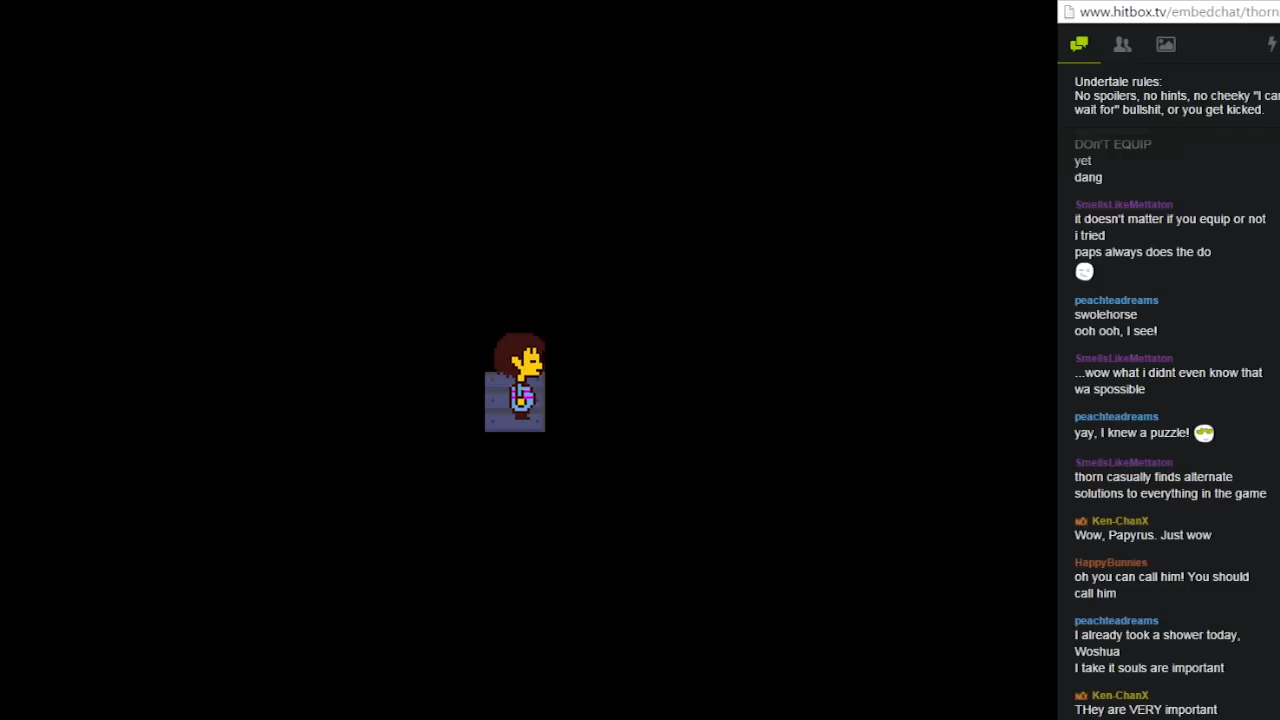 www.hitbox.tv/embedchat/thorn
Undertale rules:
No spoilers, no hints, no cheeky "I can
wait for" bullshit, or you get kicked.
DOn'T EQUIP
yet
dang
SmellsLikeMettaton
it doesn't matter if you equip or not
i tried
paps always does the do
peachteadreams
swolehorse
ooh ooh, I see!
SmellsLikeMettaton
...wow what i didnt even know that
wa spossible
peachteadreams
yay, I knew a puzzle!
SmellsLikeMettaton
thorn casually finds alternate
solutions to everything in the game
Ken-ChanX
Wow, Papyrus. Just wow
HappyBunnies
oh you can call him! You should
call him
peachteadreams
I already took a shower today,
Woshua
I take it souls are important
Ken-ChanX
THey are VERY important